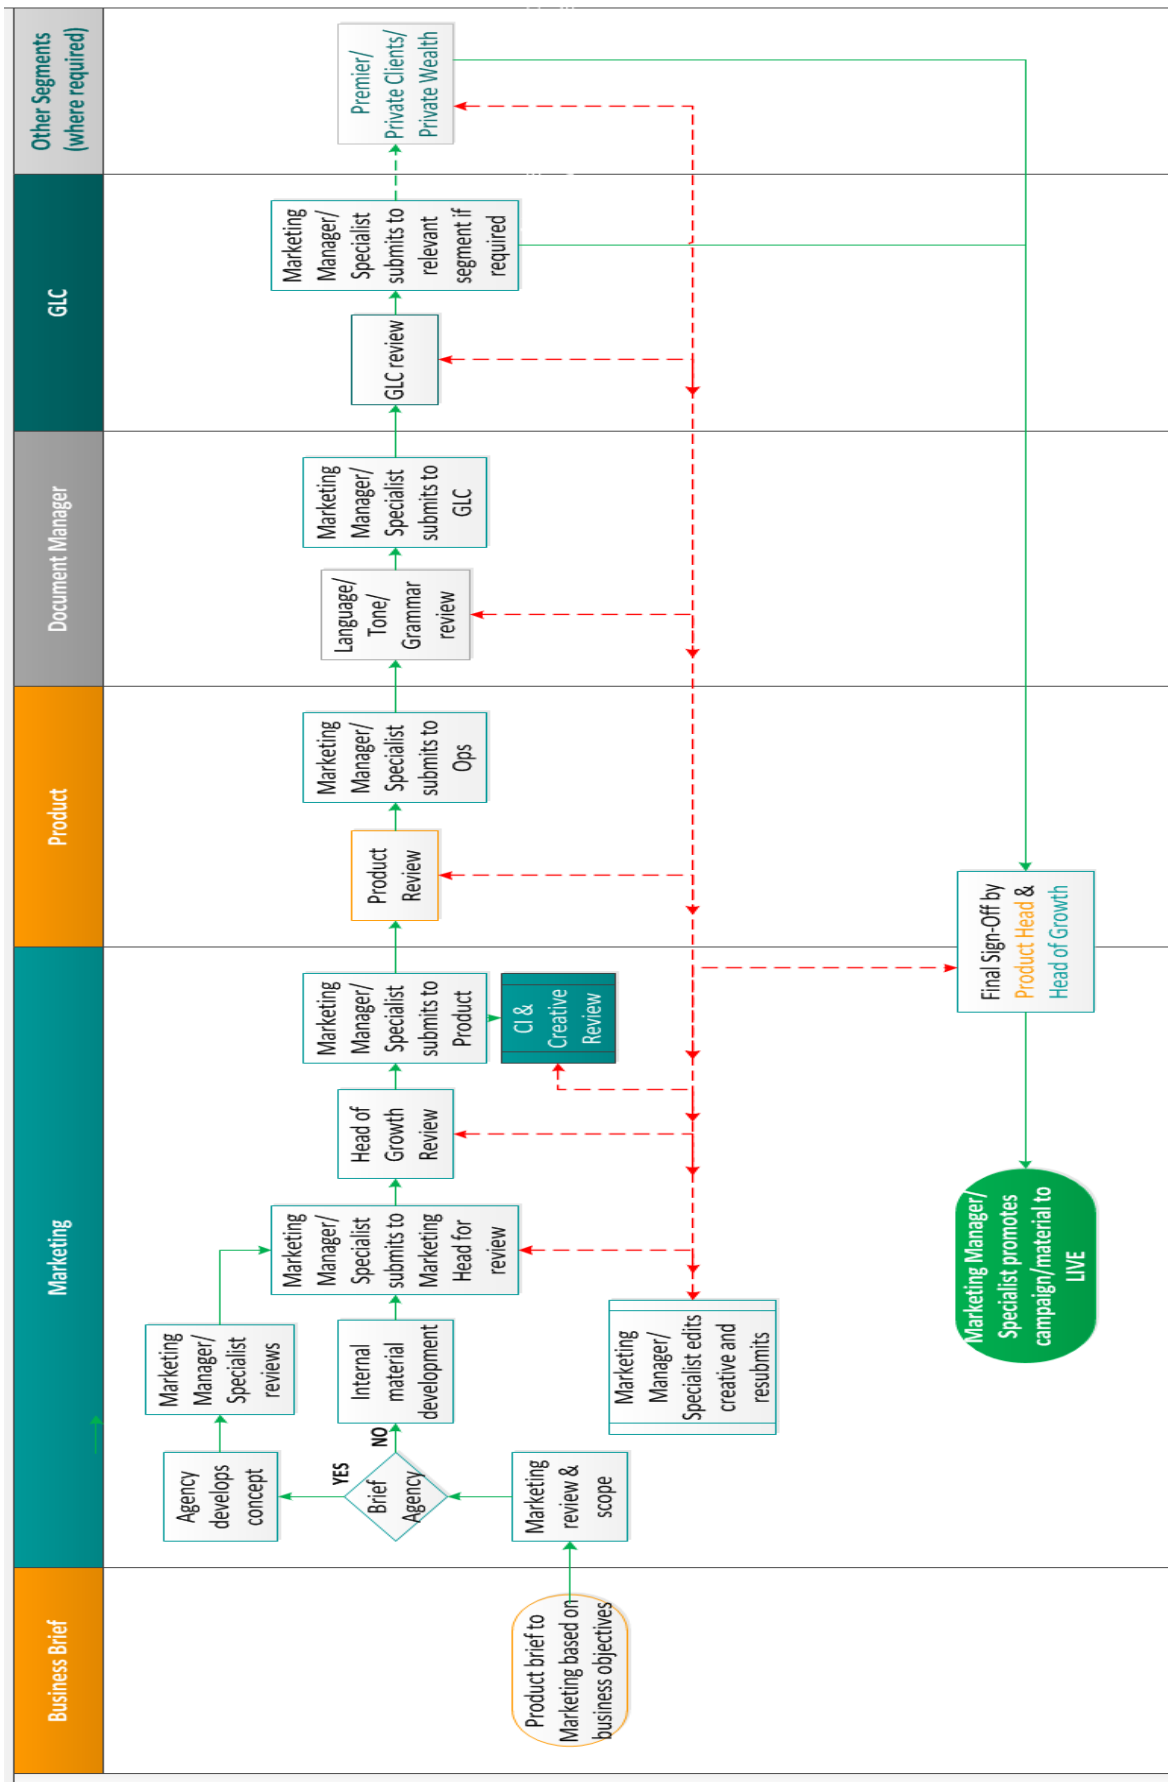 Business Brief
Marketing
Product
Document Manager
GLC
Other Segments
(where required)
Product brief to
Marketing based on
business objectives
Marketing
review &
scope
Brief
Agency
YES
NO
Agency
develops
concept
Marketing
Manager/
Specialist
reviews
Internal
material
development
Marketing
Manager/
Specialist
submits to
Marketing
Head for
review
Head of
Growth
Review
Marketing
Manager/
Specialist
submits to
Product
CI &
Creative
Review
Marketing
Manager/
Specialist edits
creative and
resubmits
Product
Review
Marketing
Manager/
Specialist
submits to
Ops
Language/
Tone/
Grammar
review
Marketing
Manager/
Specialist
submits to
GLC
GLC review
Marketing
Manager/
Specialist
submits to
relevant
segment if
required
Premier/
Private Clients/
Private Wealth
Final Sign-Off by
Product Head &
Head of Growth
Marketing Manager/
Specialist promotes
campaign/material to
LIVE